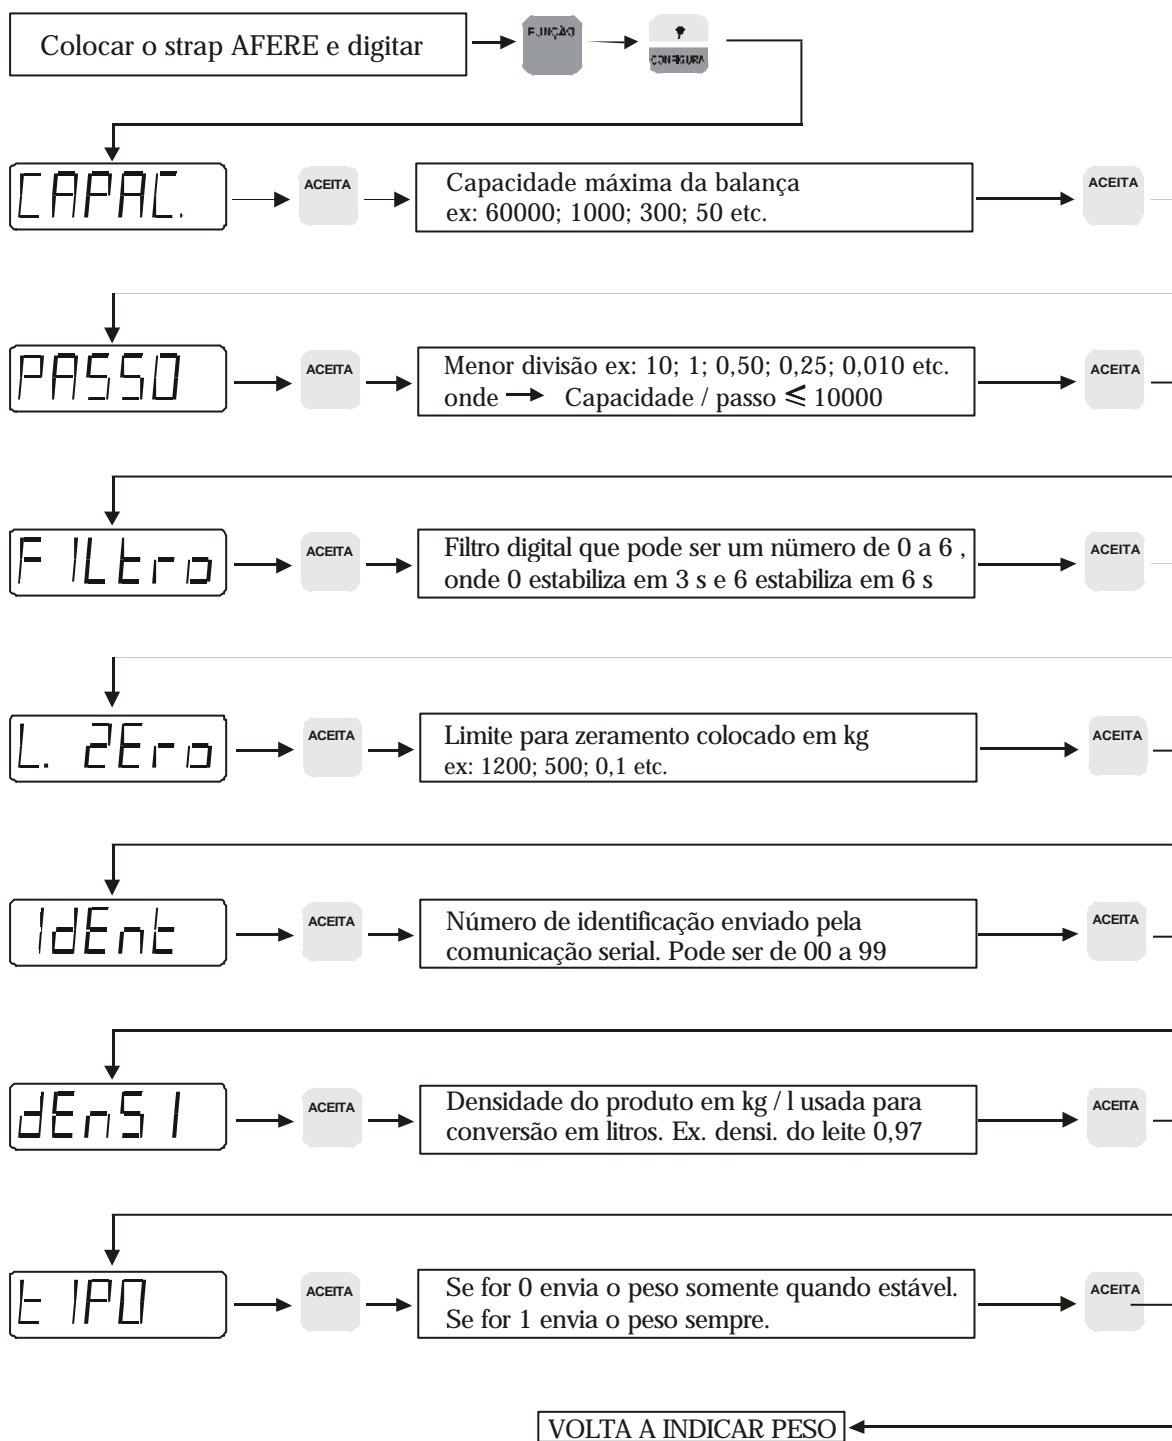 Colocar o strap AFERE e digitar
FUNÇÃO
CONFIGURA
CAPAC.
ACEITA
Capacidade máxima da balança
ex: 60000; 1000; 300; 50 etc.
ACEITA
PASSO
ACEITA
Menor divisão ex: 10; 1; 0,50; 0,25; 0,010 etc.
onde → Capacidade / passo ⩽ 10000
ACEITA
FILtro
ACEITA
Filtro digital que pode ser um nümero de 0 a 6 ,
onde 0 estabiliza em 3 s e 6 estabiliza em 6 s
ACEITA
L. ZEro
ACEITA
Limite para zeramento colocado em kg
ex: 1200; 500; 0,1 etc.
ACEITA
IdEnt
ACEITA
Número de identificação enviado pela
comunicação serial. Pode ser de 00 a 99
ACEITA
dEnSI
ACEITA
Densidade do produto em kg / l usada para
conversão em litros. Ex. densi. do leite 0,97
ACEITA
tIPO
ACEITA
Se for 0 envia o peso somente quando estável.
Se for 1 envia o peso sempre.
ACEITA
VOLTA A INDICAR PESO